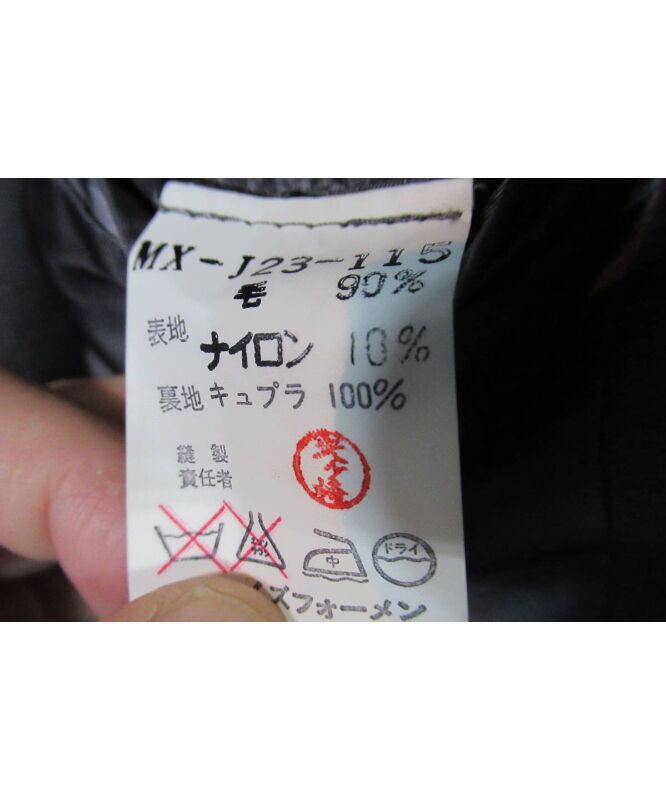 MX-J23-115
毛 90%
表地
ナイロン 10%
裏地 キュプラ 100%
縫製
責任者
中 ドライ
ズフォーメン